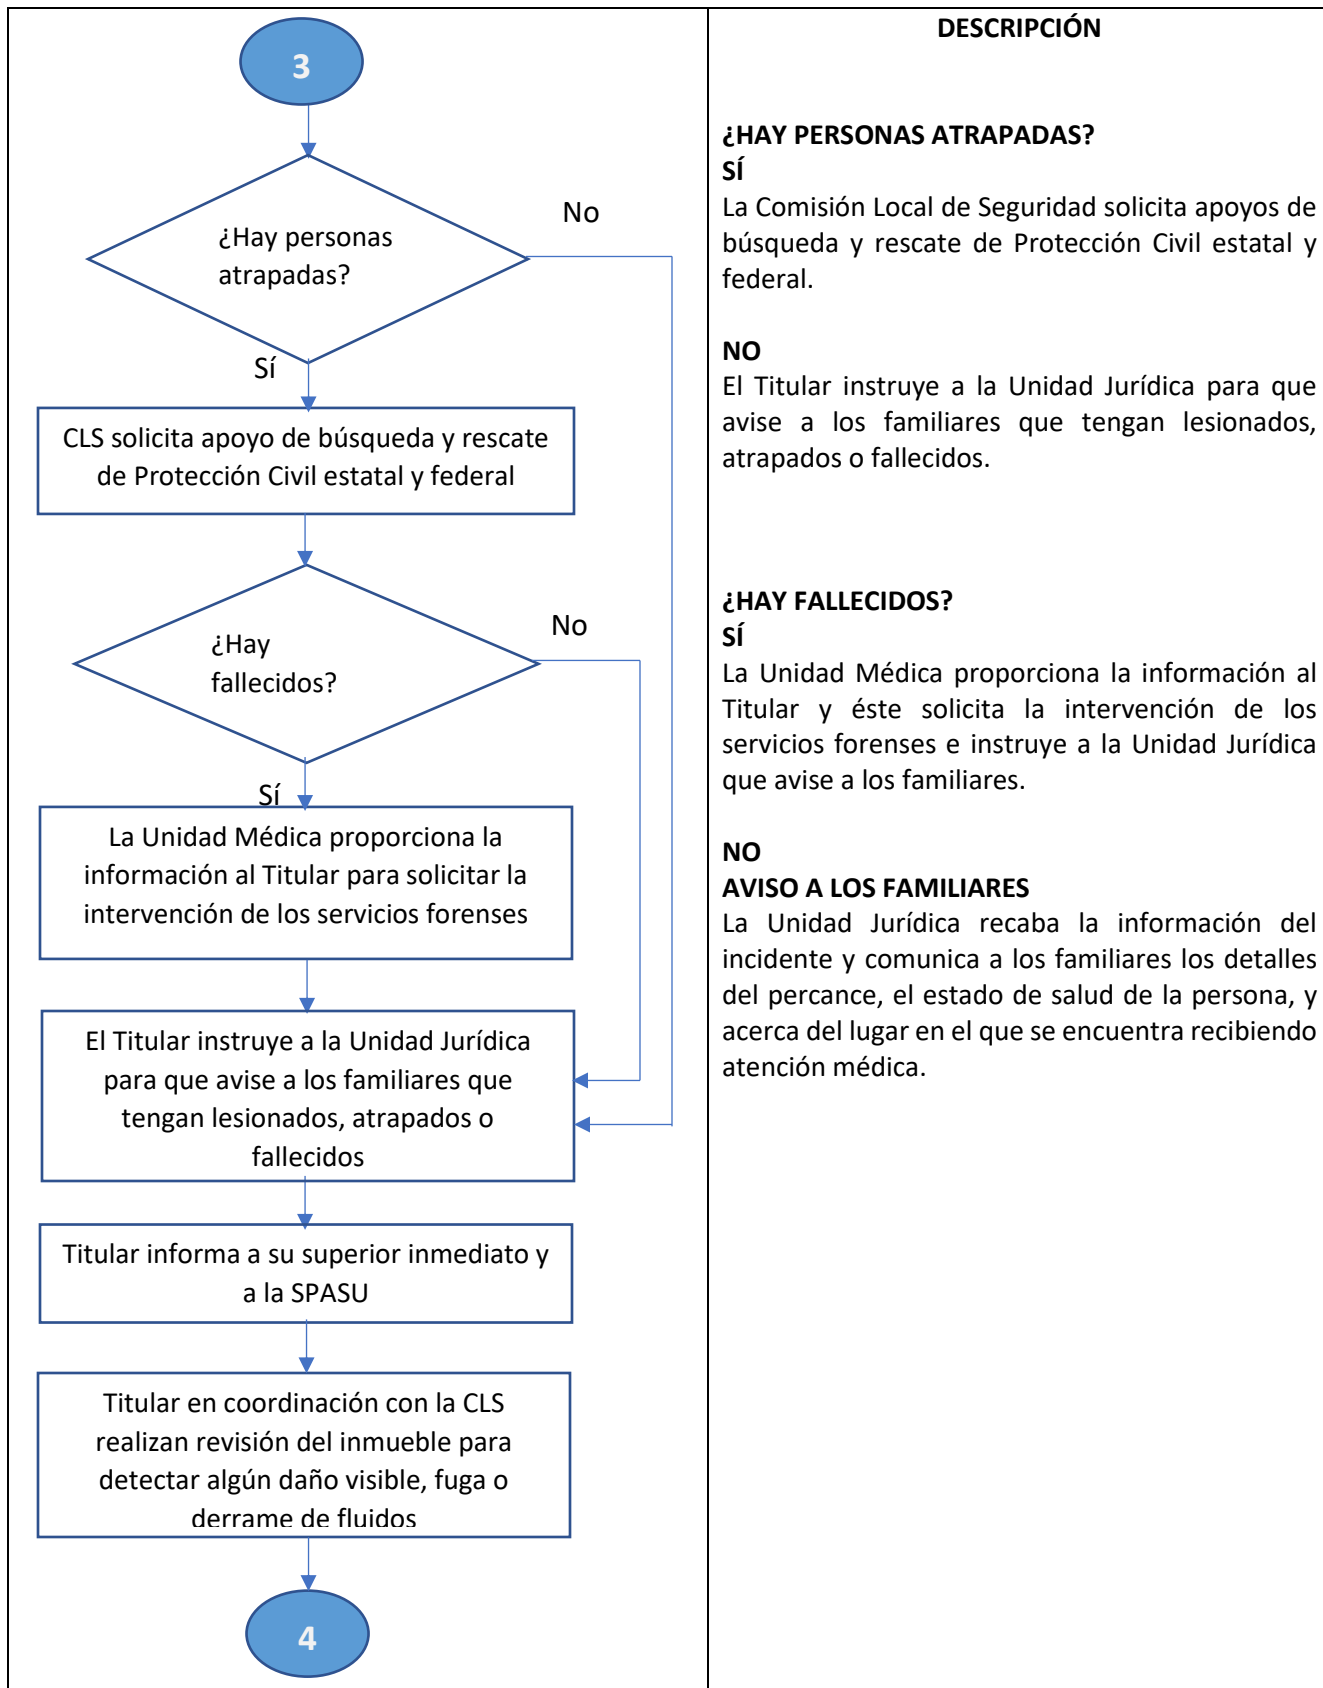 3
¿Hay personas
atrapadas?
No
Sí
CLS solicita apoyo de búsqueda y rescate
de Protección Civil estatal y federal
¿Hay
fallecidos?
No
Sí
La Unidad Médica proporciona la
información al Titular para solicitar la
intervención de los servicios forenses
El Titular instruye a la Unidad Jurídica
para que avise a los familiares que
tengan lesionados, atrapados o
fallecidos
Titular informa a su superior inmediato y
a la SPASU
Titular en coordinación con la CLS
realizan revisión del inmueble para
detectar algún daño visible, fuga o
derrame de fluidos
4
DESCRIPCIÓN
¿HAY PERSONAS ATRAPADAS?
SÍ
La Comisión Local de Seguridad solicita apoyos de
búsqueda y rescate de Protección Civil estatal y
federal.
NO
El Titular instruye a la Unidad Jurídica para que
avise a los familiares que tengan lesionados,
atrapados o fallecidos.
¿HAY FALLECIDOS?
SÍ
La Unidad Médica proporciona la información al
Titular y éste solicita la intervención de los
servicios forenses e instruye a la Unidad Jurídica
que avise a los familiares.
NO
AVISO A LOS FAMILIARES
La Unidad Jurídica recaba la información del
incidente y comunica a los familiares los detalles
del percance, el estado de salud de la persona, y
acerca del lugar en el que se encuentra recibiendo
atención médica.